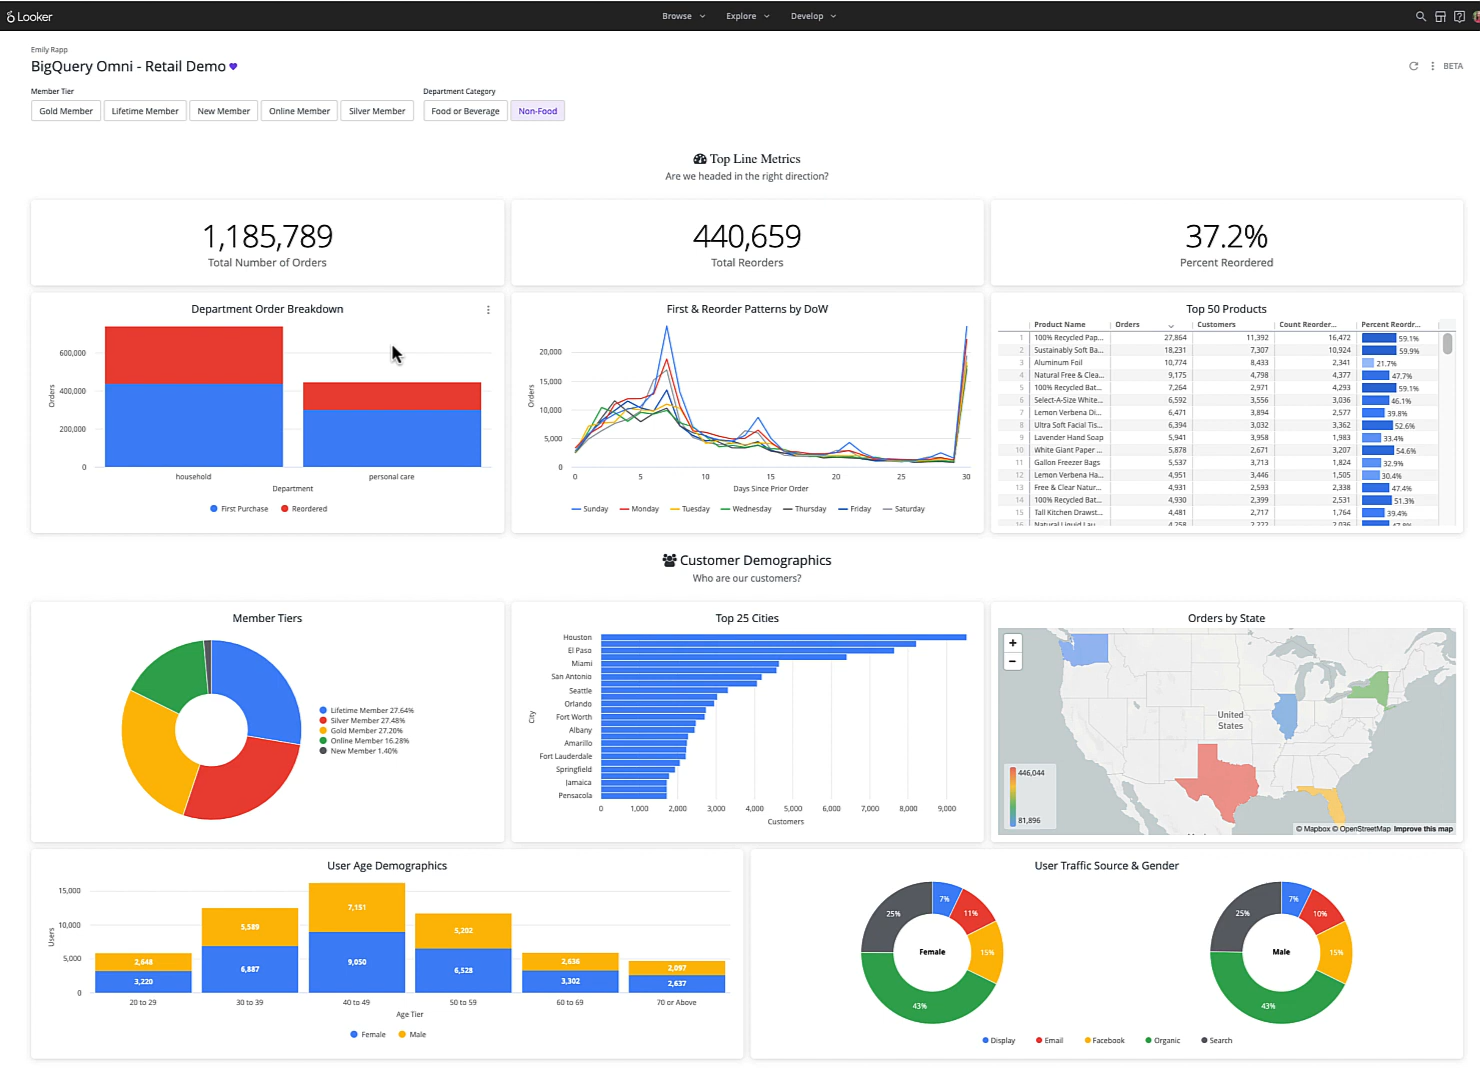 Looker
Browse Explore Develop
Emily Rapp
BigQuery Omni - Retail Demo
BETA
Member Tier Department Category
Gold Member Lifetime Member New Member Online Member Silver Member Food or Beverage Non-Food
Top Line Metrics
Are we headed in the right direction?
1,185,789
Total Number of Orders
440,659
Total Reorders
37.2%
Percent Reordered
Department Order Breakdown
600,000
400,000
200,000
0
Orders
household personal care
Department
First Purchase Reordered
First & Reorder Patterns by DoW
20,000
15,000
10,000
5,000
0
Orders
0 5 10 15 20 25 30
Days Since Prior Order
Sunday Monday Tuesday Wednesday Thursday Friday Saturday
Top 50 Products
Product Name Orders Customers Count Reorder... Percent Reordr...
1 100% Recycled Pap... 27,864 11,392 16,472 59.1%
2 Sustainably Soft Ba... 18,231 7,307 10,924 59.9%
3 Aluminum Foil 10,774 8,433 2,341 21.7%
4 Natural Free & Clea... 9,175 4,798 4,377 47.7%
5 100% Recycled Bat... 7,264 2,971 4,293 59.1%
6 Select-A-Size White... 6,592 3,556 3,036 46.1%
7 Lemon Verbena Di... 6,471 3,894 2,577 39.8%
8 Ultra Soft Facial Tis... 6,394 3,032 3,362 52.6%
9 Lavender Hand Soap 5,941 3,958 1,983 33.4%
10 White Giant Paper ... 5,878 2,671 3,207 54.6%
11 Gallon Freezer Bags 5,537 3,713 1,824 32.9%
12 Lemon Verbena Ha... 4,951 3,446 1,505 30.4%
13 Free & Clear Natur... 4,931 2,593 2,338 47.4%
14 100% Recycled Bat... 4,930 2,399 2,531 51.3%
15 Tall Kitchen Drawst... 4,481 2,717 1,764 39.4%
16 Natural Liquid Lau... 4,258 2,222 2,036 47.8%
Customer Demographics
Who are our customers?
Member Tiers
Lifetime Member 27.64%
Silver Member 27.48%
Gold Member 27.20%
Online Member 16.28%
New Member 1.40%
Top 25 Cities
City
Houston
El Paso
Miami
San Antonio
Seattle
Orlando
Fort Worth
Albany
Amarillo
Fort Lauderdale
Springfield
Jamaica
Pensacola
0 1,000 2,000 3,000 4,000 5,000 6,000 7,000 8,000 9,000
Customers
Orders by State
+
−
United
States
446,044
81,896
© Mapbox © OpenStreetMap Improve this map
User Age Demographics
15,000
10,000
5,000
0
Users
2,648 5,589 7,151 5,202 2,636 2,097
3,220 6,887 9,050 6,528 3,302 2,637
20 to 29 30 to 39 40 to 49 50 to 59 60 to 69 70 or Above
Age Tier
Female Male
User Traffic Source & Gender
7% 11% 15% 43% 25%
Female
7% 10% 15% 43% 25%
Male
Display Email Facebook Organic Search